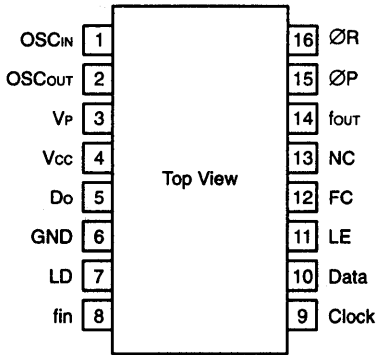 OSCIN 1 16 ØR
OSCOUT 2 15 ØP
VP 3 14 fOUT
VCC 4 13 NC
Top View
DO 5 12 FC
GND 6 11 LE
LD 7 10 Data
fin 8 9 Clock